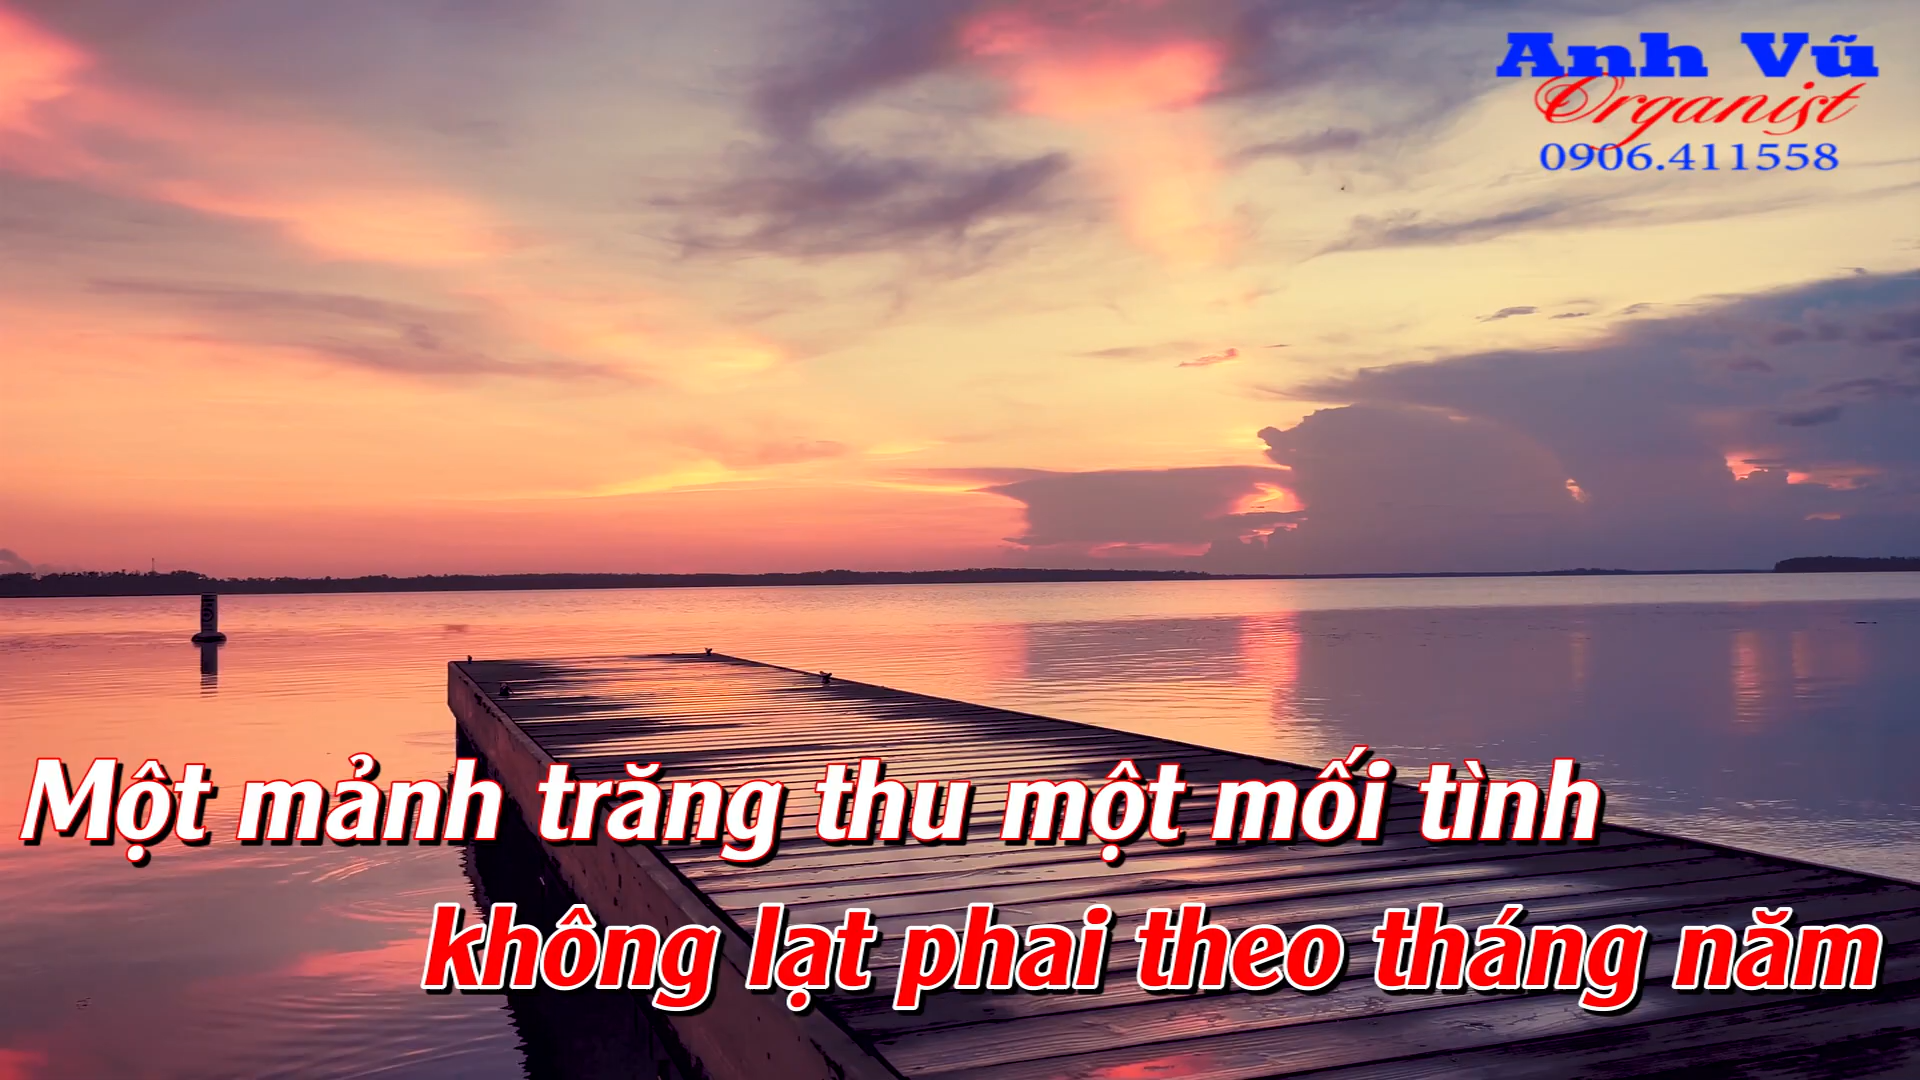 Anh Vũ
Organist
0906.411558
Một mảnh trăng thu một mối tình
không lạt phai theo tháng năm